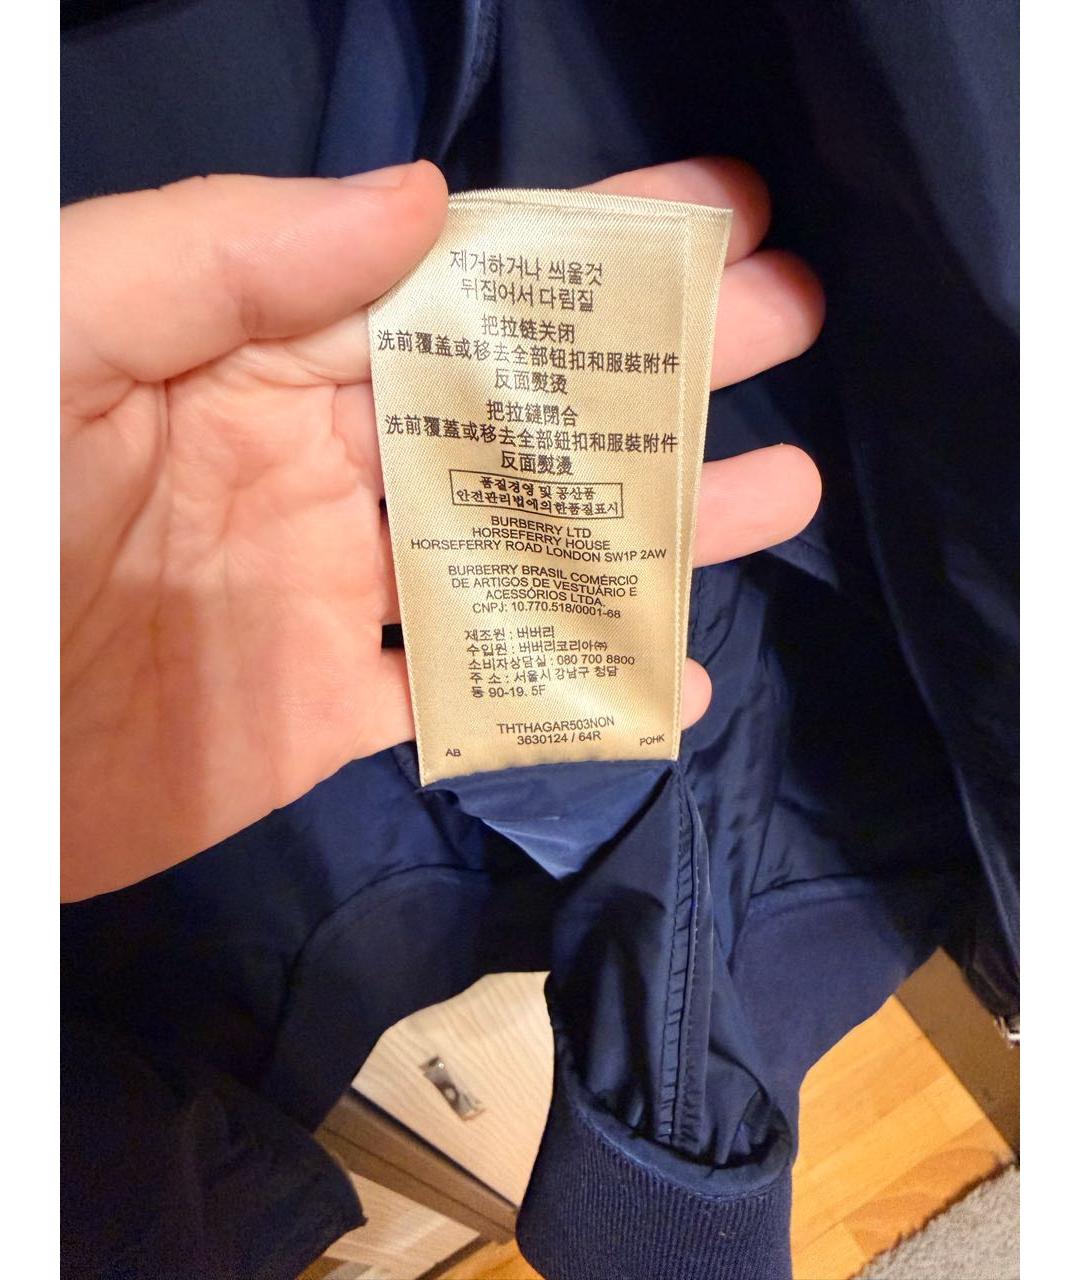 제거하거나 씌울것
뒤집어서 다림질
把拉链关闭
洗前覆盖或移去全部钮扣和服裝附件
反面熨烫
把拉鏈閉合
洗前覆蓋或移去全部鈕扣和服裝附件
反面熨燙
품질경영 및 공산품
안전관리법에의한품질표시
BURBERRY LTD
HORSEFERRY HOUSE
HORSEFERRY ROAD LONDON SW1P 2AW
BURBERRY BRASIL COMÉRCIO
DE ARTIGOS DE VESTUÁRIO E
ACESSÓRIOS LTDA.
CNPJ: 10.770.518/0001-68
제조원 : 버버리
수입원 : 버버리코리아㈜
소비자상담실 : 080 700 8800
주 소 : 서울시 강남구 청담
동 90-19. 5F
THTHAGAR503NON
3630124 / 64R
AB POHK